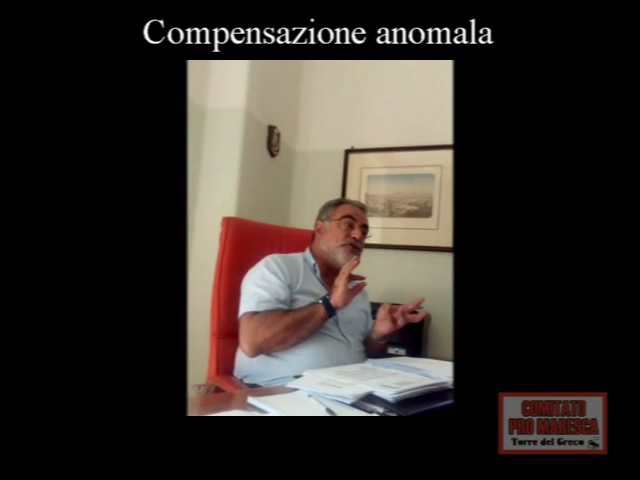 Compensazione anomala
COMITATO
PRO MARESCA
Torre del Greco